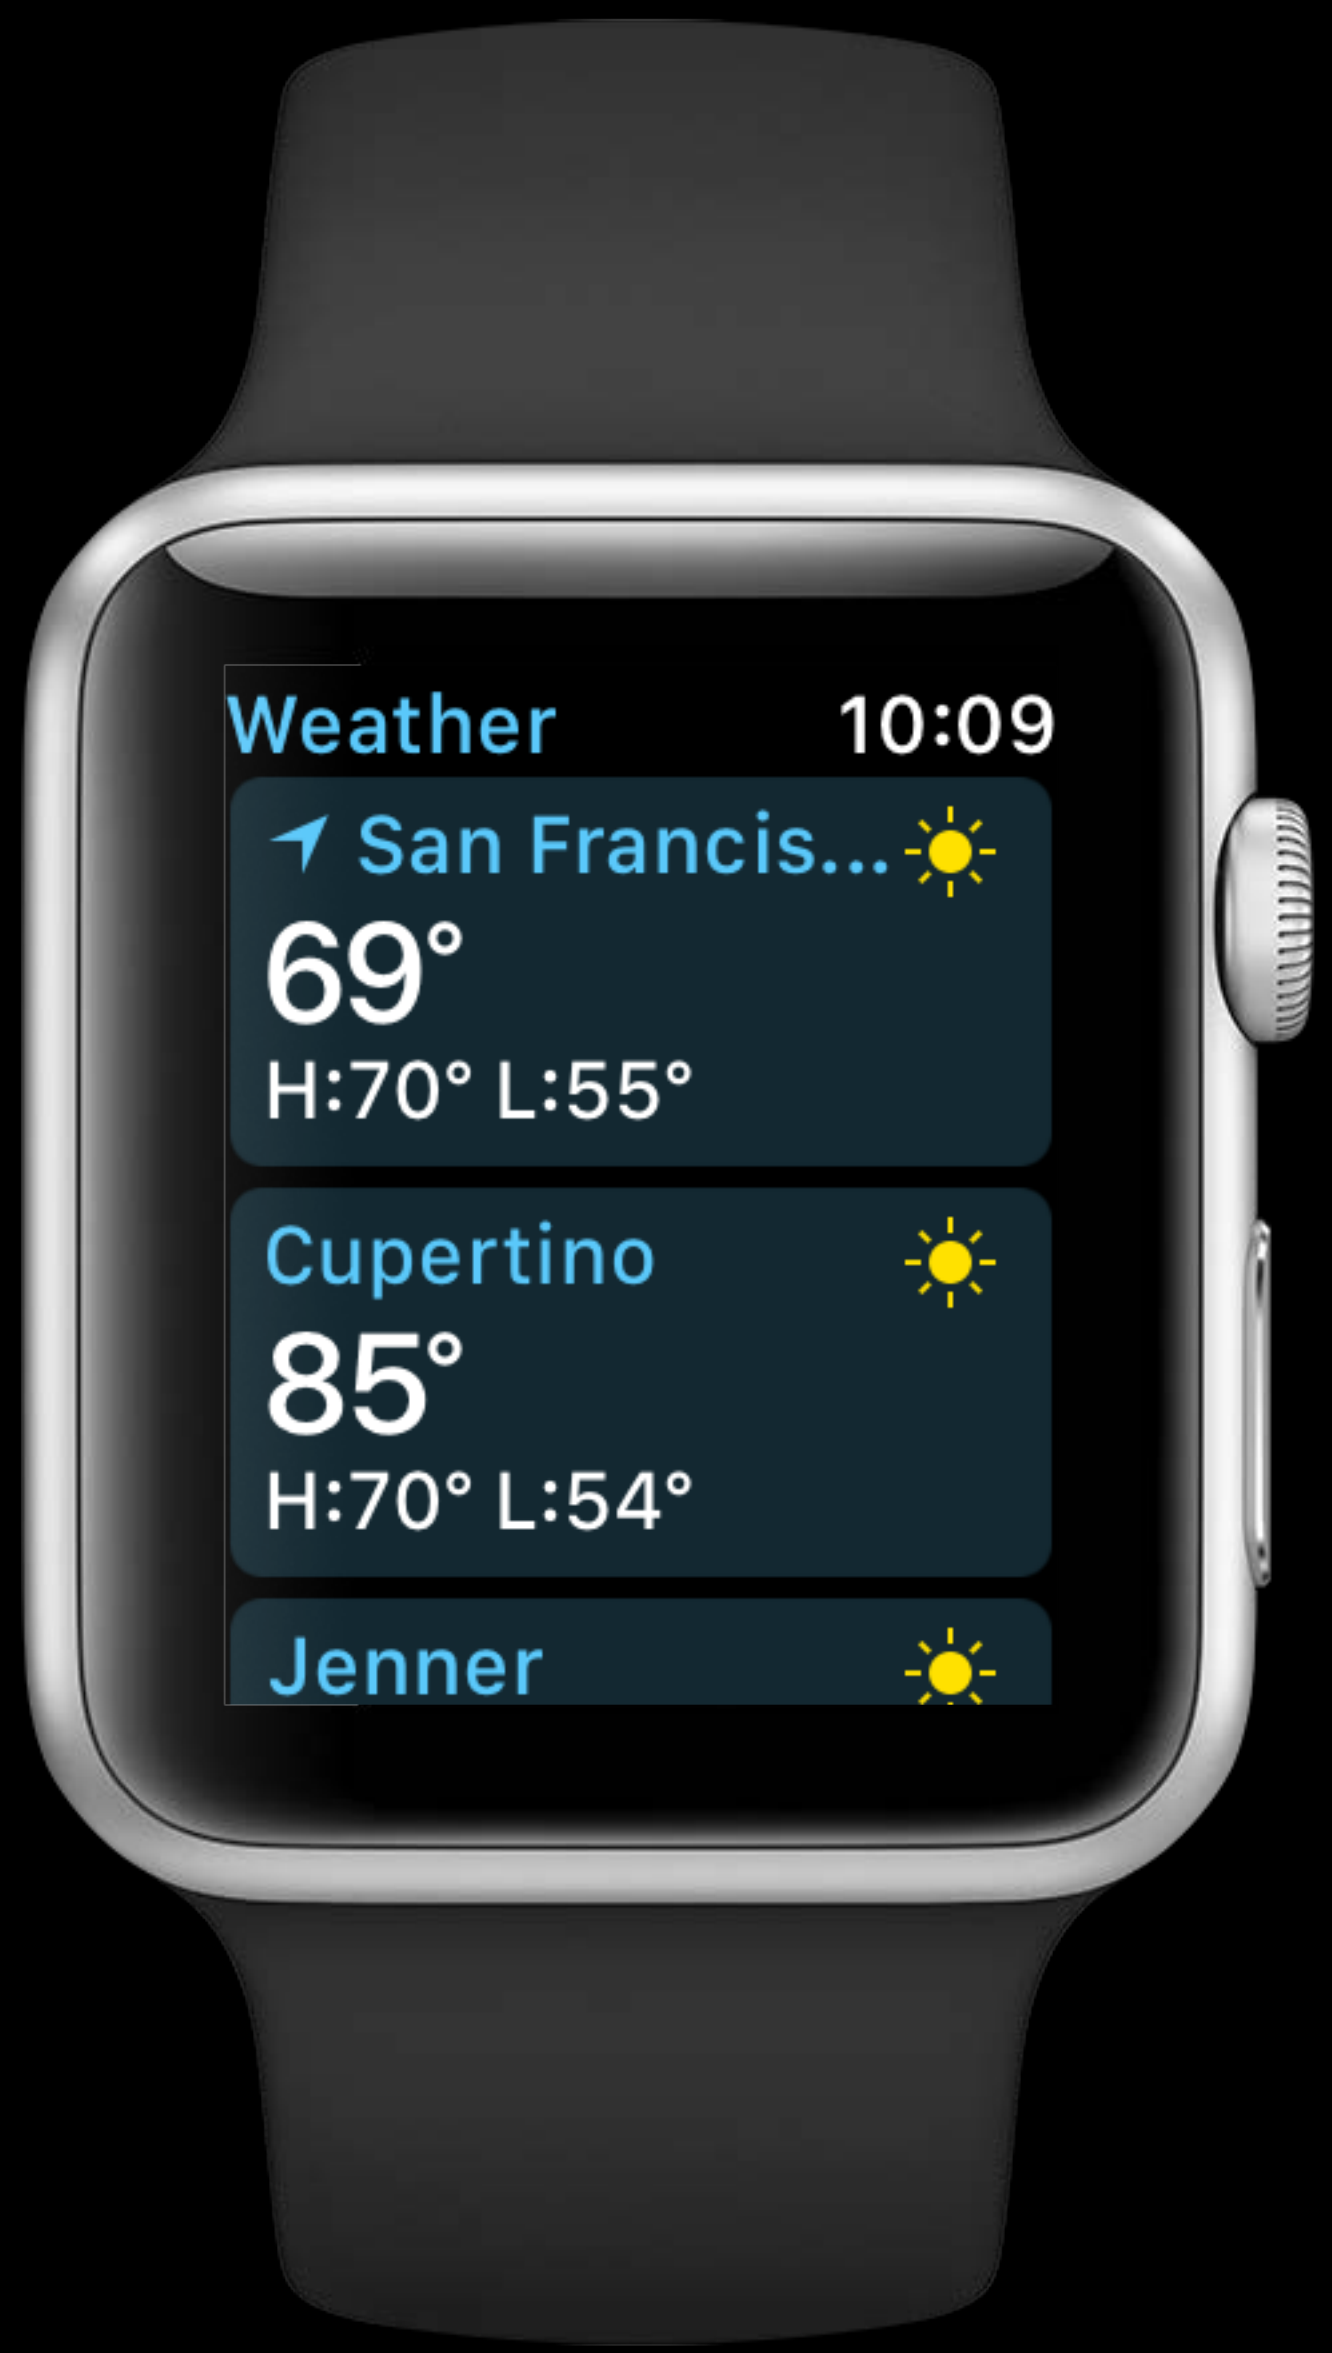 Weather 10:09
San Francis...
69°
H:70° L:55°
Cupertino
85°
H:70° L:54°
Jenner